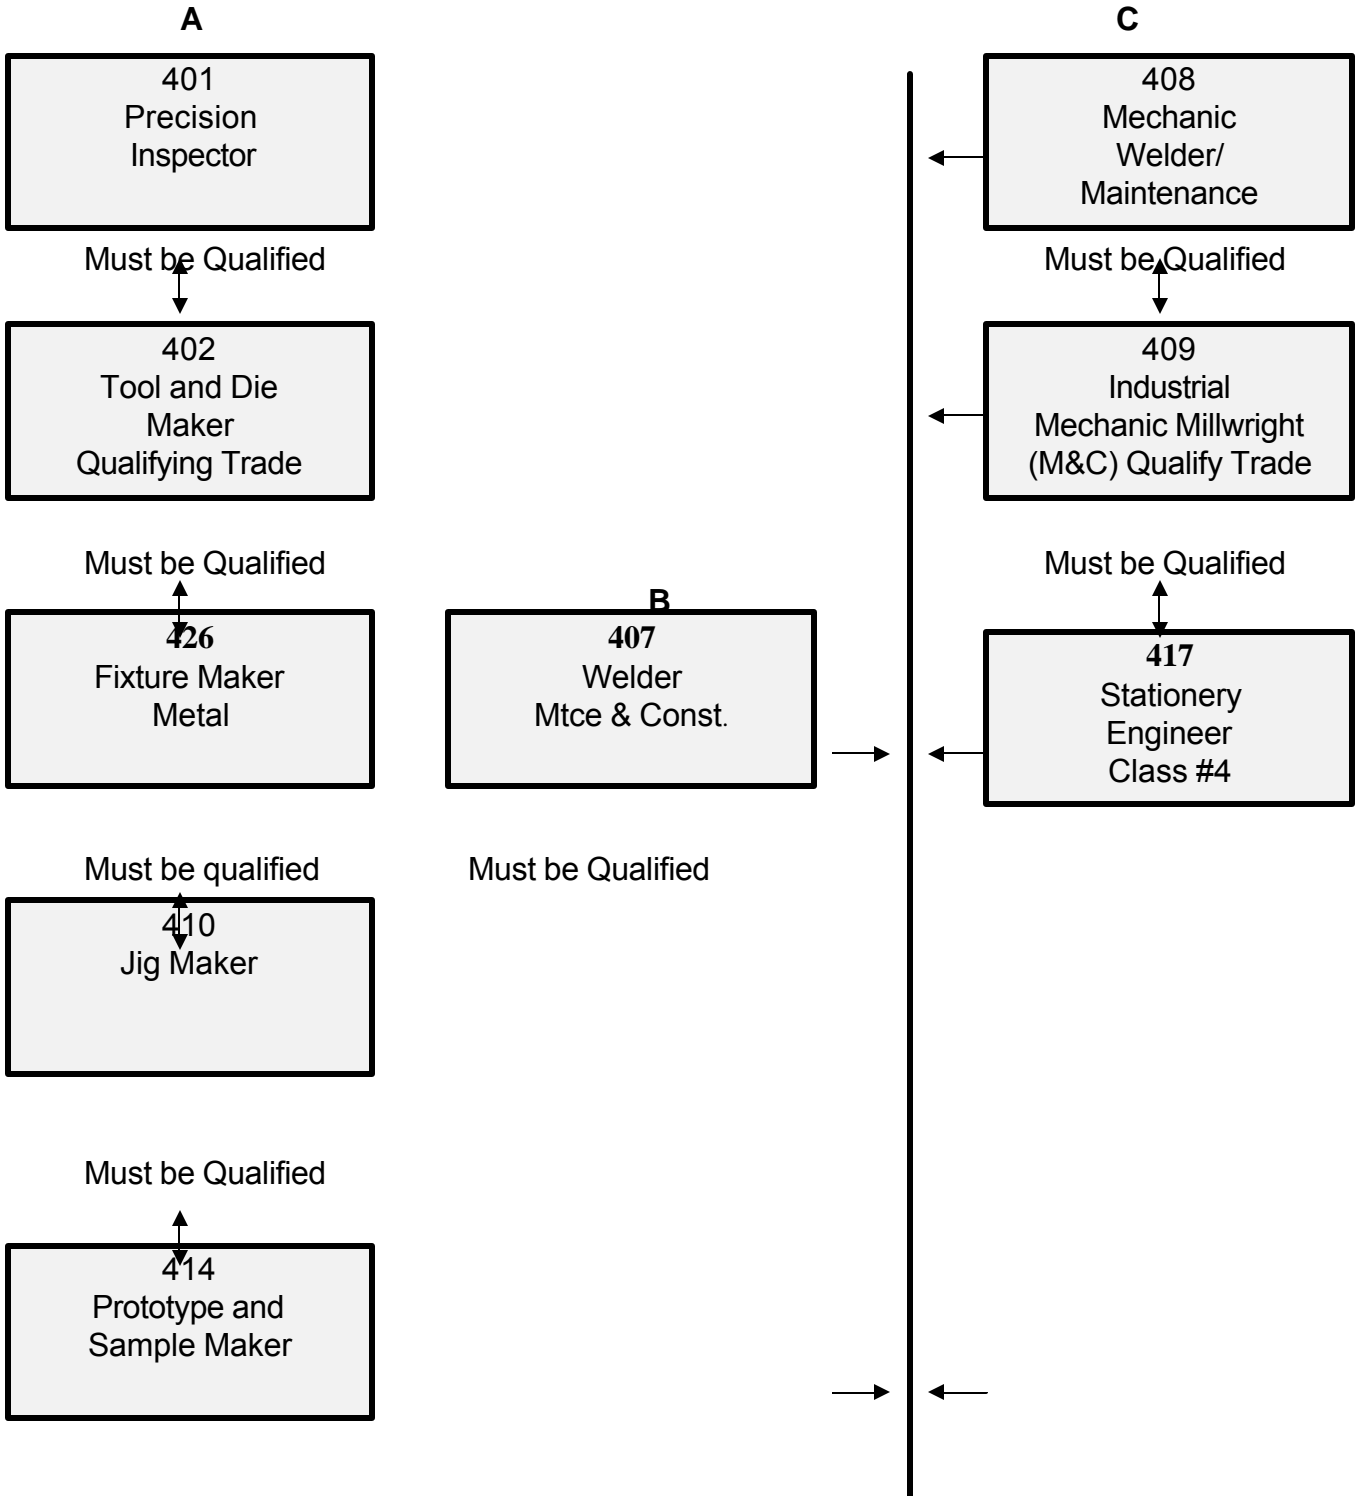 A
401
Precision
Inspector
Must be Qualified
402
Tool and Die
Maker
Qualifying Trade
Must be Qualified
426
Fixture Maker
Metal
Must be qualified
410
Jig Maker
Must be Qualified
414
Prototype and
Sample Maker
B
407
Welder
Mtce & Const.
Must be Qualified
C
408
Mechanic
Welder/
Maintenance
Must be Qualified
409
Industrial
Mechanic Millwright
(M&C) Qualify Trade
Must be Qualified
417
Stationery
Engineer
Class #4